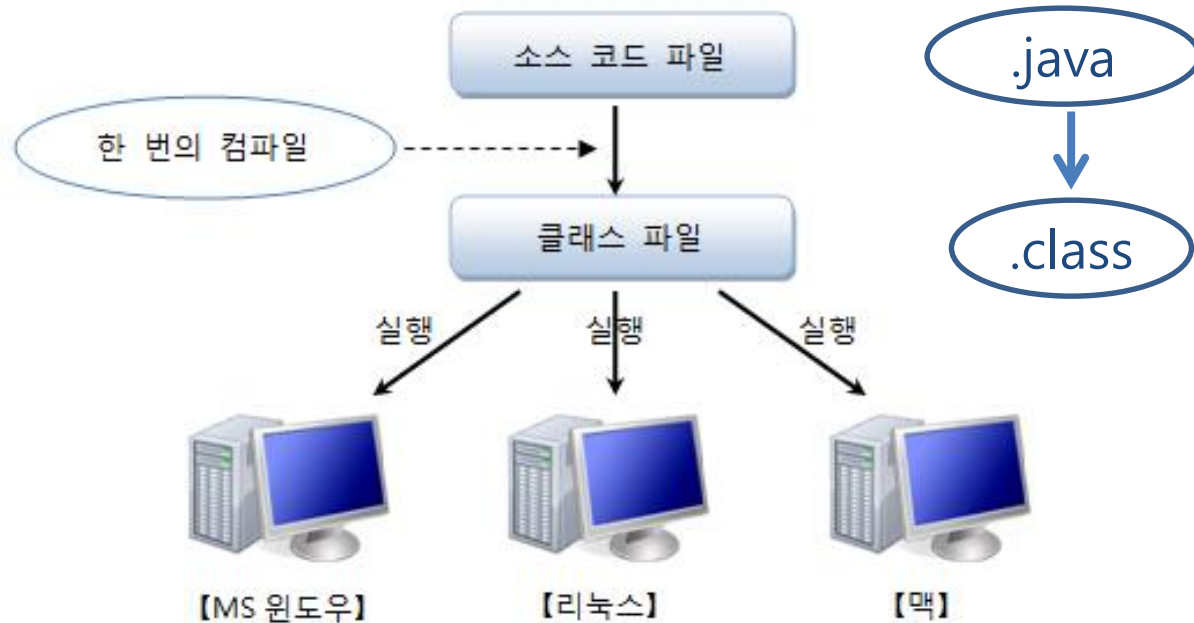 소스 코드 파일
.java
한 번의 컴파일
클래스 파일
.class
실행
실행
실행
【MS 윈도우】
【리눅스】
【맥】